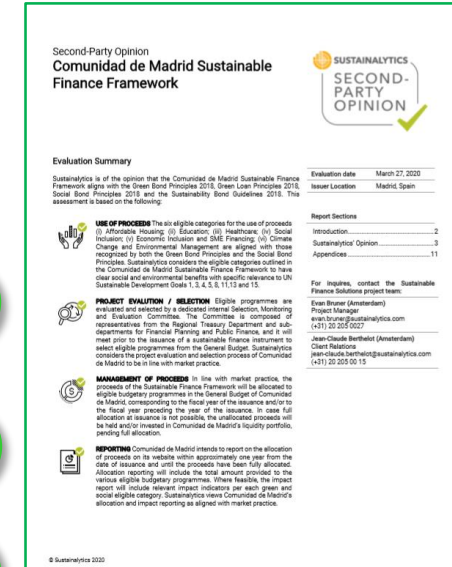 Second-Party Opinion
Comunidad de Madrid Sustainable
Finance Framework
SUSTAINALYTICS
SECOND-
PARTY
OPINION
Evaluation Summary
Sustainalytics is of the opinion that the Comunidad de Madrid Sustainable Finance
Framework aligns with the Green Bond Principles 2018, Green Loan Principles 2018,
Social Bond Principles 2018 and the Sustainability Bond Guidelines 2018. This
assessment is based on the following:
USE OF PROCEEDS The six eligible categories for the use of proceeds
(i) Affordable Housing; (ii) Education; (iii) Healthcare; (iv) Social
Inclusion; (v) Economic Inclusion and SME Financing; (vi) Climate
Change and Environmental Management are aligned with those
recognized by both the Green Bond Principles and the Social Bond
Principles. Sustainalytics considers the eligible categories outlined in
the Comunidad de Madrid Sustainable Finance Framework to have
clear social and environmental benefits with specific relevance to UN
Sustainable Development Goals 1, 3, 4, 5, 8, 11,13 and 15.
PROJECT EVALUTION / SELECTION Eligible programmes are
evaluated and selected by a dedicated internal Selection, Monitoring
and Evaluation Committee. The Committee is composed of
representatives from the Regional Treasury Department and sub-
departments for Financial Planning and Public Finance, and it will
meet prior to the issuance of a sustainable finance instrument to
select eligible programmes from the General Budget. Sustainalytics
considers the project evaluation and selection process of Comunidad
de Madrid to be in line with market practice.
MANAGEMENT OF PROCEEDS In line with market practice, the
proceeds of the Sustainable Finance Framework will be allocated to
eligible budgetary programmes in the General Budget of Comunidad
de Madrid, corresponding to the fiscal year of the issuance and/or to
the fiscal year preceding the year of the issuance. In case full
allocation at issuance is not possible, the unallocated proceeds will
be held and/or invested in Comunidad de Madrid's liquidity portfolio,
pending full allocation.
REPORTING Comunidad de Madrid intends to report on the allocation
of proceeds on its website within approximately one year from the
date of issuance and until the proceeds have been fully allocated.
Allocation reporting will include the total amount provided to the
various eligible budgetary programmes. Where feasible, the impact
report will include relevant impact indicators per each green and
social eligible category. Sustainalytics views Comunidad de Madrid's
allocation and impact reporting as aligned with market practice.
Evaluation date March 27, 2020
Issuer Location Madrid, Spain
Report Sections
Introduction 2
Sustainalytics' Opinion 3
Appendices 11
For inquires, contact the Sustainable
Finance Solutions project team:
Evan Bruner (Amsterdam)
Project Manager
evan.bruner@sustainalytics.com
(+31) 20 205 0027
Jean-Claude Berthelot (Amsterdam)
Client Relations
jean-claude.berthelot@sustainalytics.com
(+31) 20 205 00 15
© Sustainalytics 2020